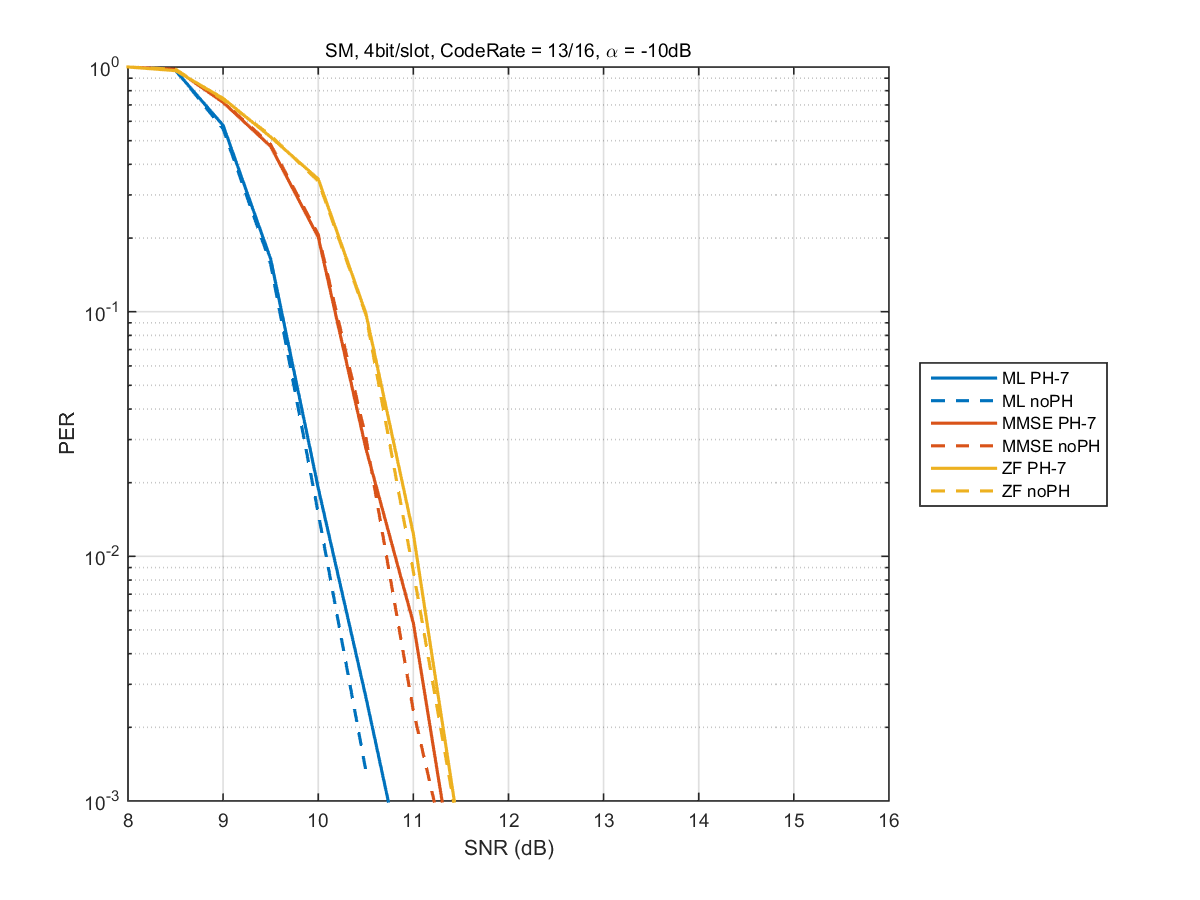 SM, 4bit/slot, CodeRate = 13/16, α = -10dB
10^0
10^-1
10^-2
10^-3
PER
8 9 10 11 12 13 14 15 16
SNR (dB)
ML PH-7
ML noPH
MMSE PH-7
MMSE noPH
ZF PH-7
ZF noPH